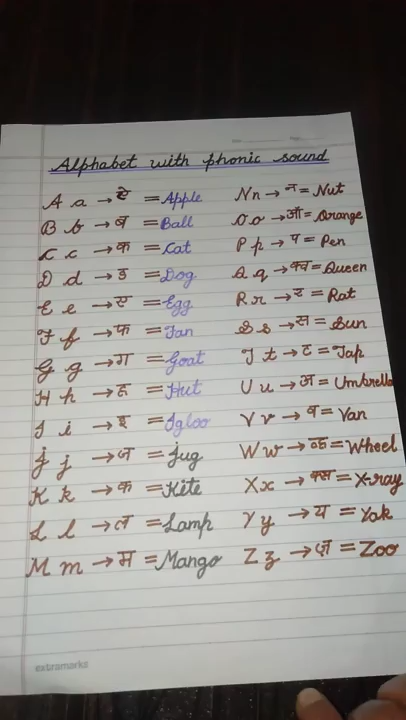 Alphabet with phonic sound
A a → ऐ = Apple
B b → ब = Ball
C c → क = Cat
D d → ड = Dog
E e → ए = Egg
F f → फ = Fan
G g → ग = Goat
H h → ह = Hut
I i → इ = Igloo
J j → ज = Jug
K k → क = Kite
L l → ल = Lamp
M m → म = Mango
N n → न = Nut
O o → ऑ = Orange
P p → प = Pen
Q q → क्व = Queen
R r → र = Rat
S s → स = Sun
T t → ट = Tap
U u → अ = Umbrella
V v → व = Van
W w → व्ह = Wheel
X x → क्स = X-ray
Y y → य = Yak
Z z → ज़ = Zoo
extramarks